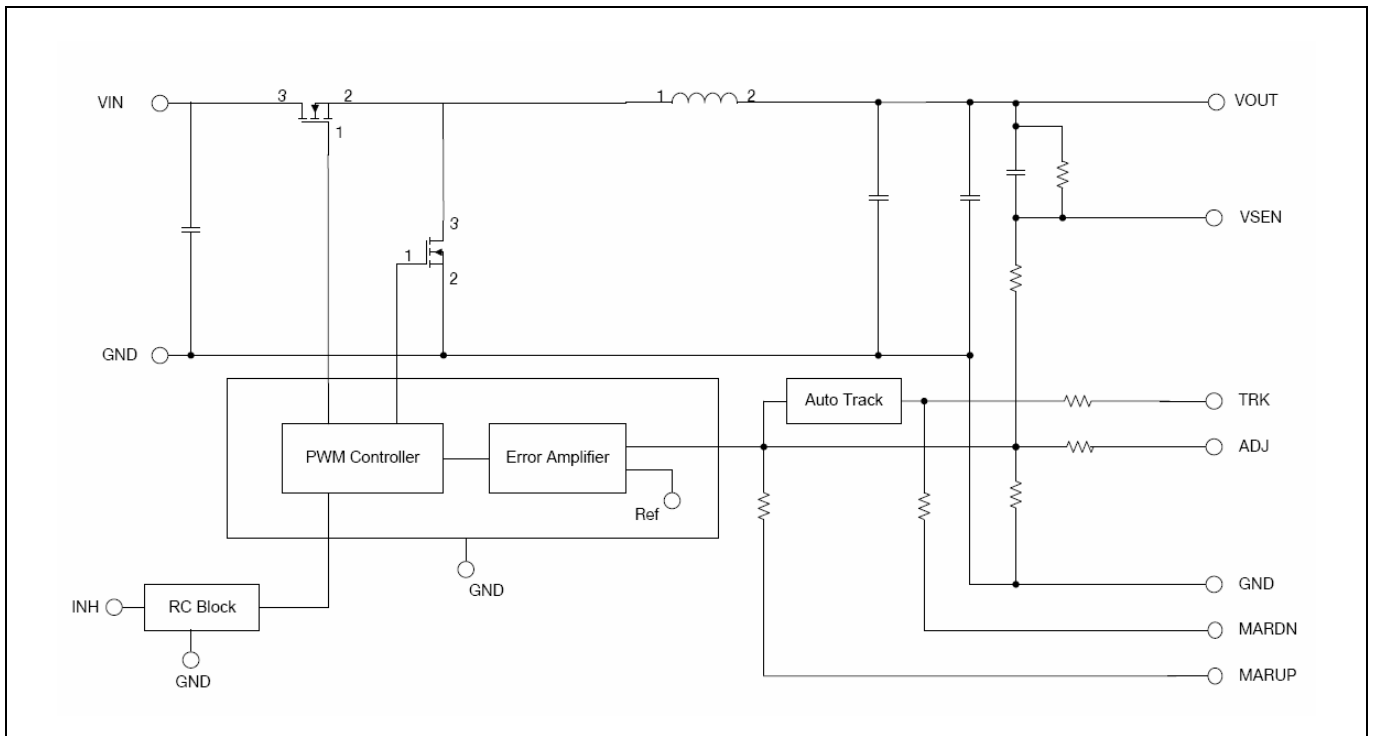 VIN
3
2
1
1
2
VOUT
VSEN
3
1
2
GND
Auto Track
TRK
PWM Controller
Error Amplifier
ADJ
Ref
GND
GND
INH
RC Block
MARDN
GND
MARUP